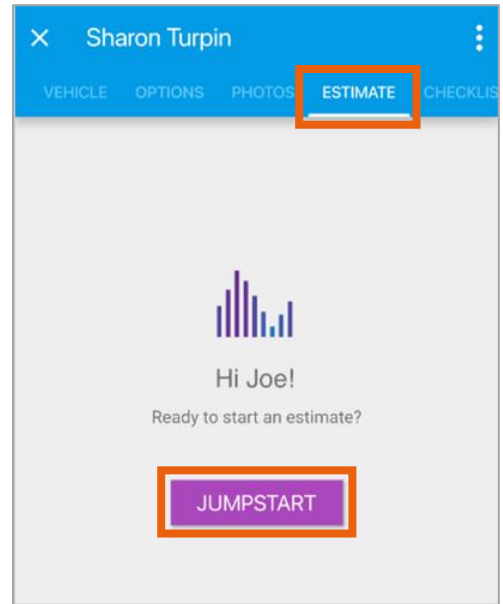 × Sharon Turpin
VEHICLE OPTIONS PHOTOS ESTIMATE CHECKLIS
Hi Joe!
Ready to start an estimate?
JUMPSTART